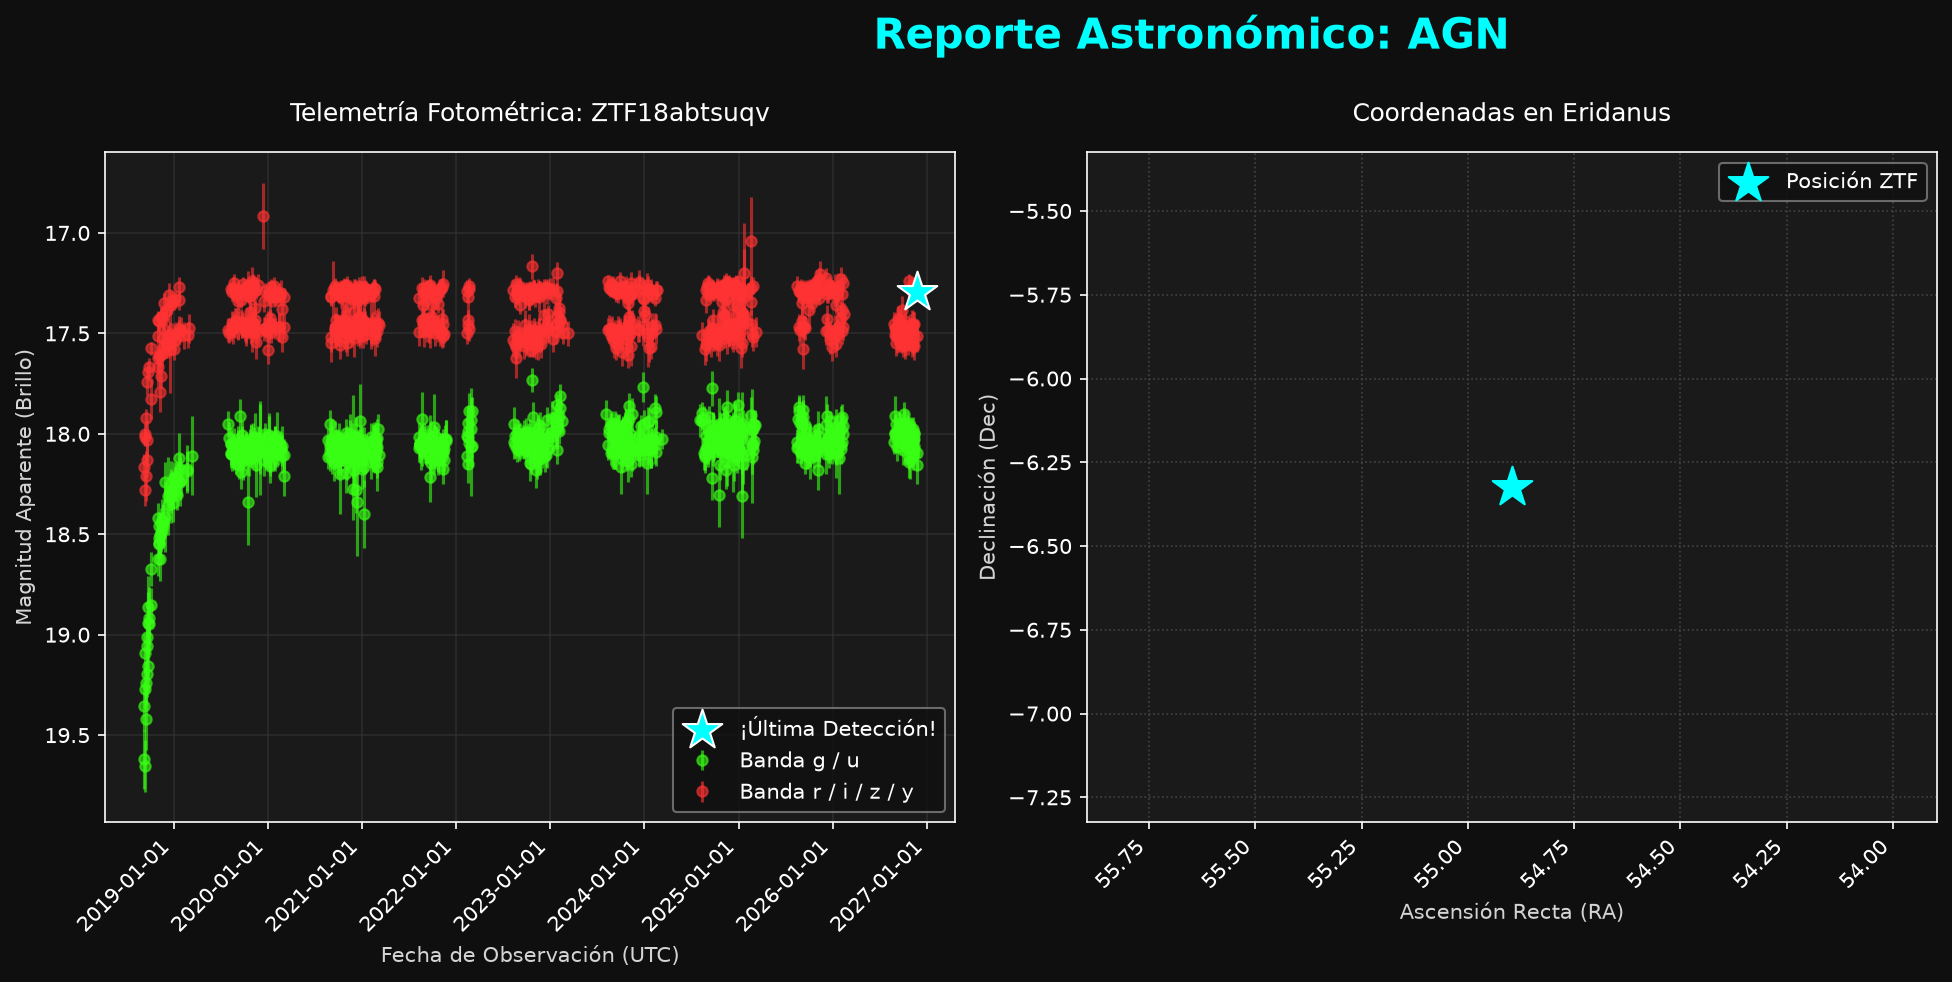 Reporte Astronómico: AGN
Telemetría Fotométrica: ZTF18abtsuqv
Magnitud Aparente (Brillo)
17.0
17.5
18.0
18.5
19.0
19.5
¡Última Detección!
Banda g / u
Banda r / i / z / y
2019-01-01
2020-01-01
2021-01-01
2022-01-01
2023-01-01
2024-01-01
2025-01-01
2026-01-01
2027-01-01
Fecha de Observación (UTC)
Coordenadas en Eridanus
Posición ZTF
Declinación (Dec)
−5.50
−5.75
−6.00
−6.25
−6.50
−6.75
−7.00
−7.25
55.75
55.50
55.25
55.00
54.75
54.50
54.25
54.00
Ascensión Recta (RA)